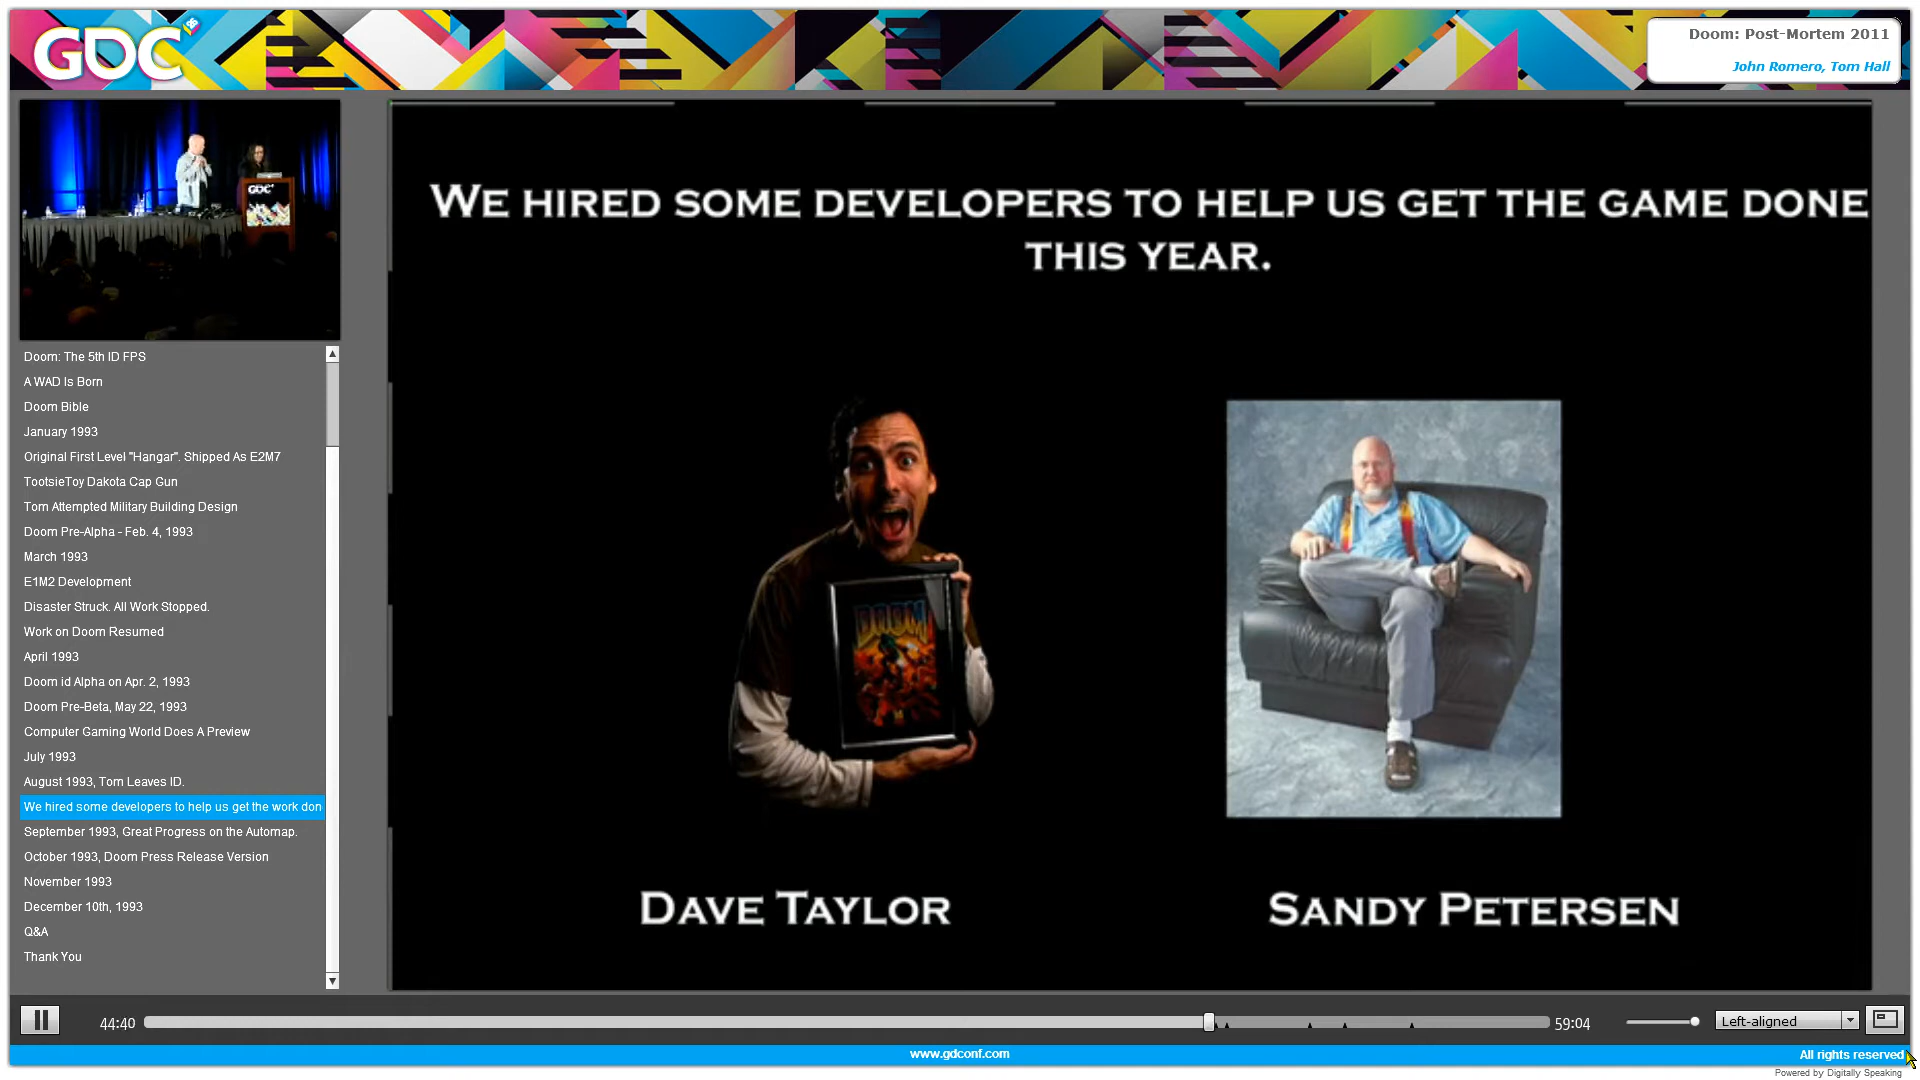 GDC 25
Doom: Post-Mortem 2011
John Romero, Tom Hall
GDC
Doom: The 5th ID FPS
A WAD Is Born
Doom Bible
January 1993
Original First Level "Hangar". Shipped As E2M7
TootsieToy Dakota Cap Gun
Tom Attempted Military Building Design
Doom Pre-Alpha - Feb. 4, 1993
March 1993
E1M2 Development
Disaster Struck. All Work Stopped.
Work on Doom Resumed
April 1993
Doom id Alpha on Apr. 2, 1993
Doom Pre-Beta, May 22, 1993
Computer Gaming World Does A Preview
July 1993
August 1993, Tom Leaves ID.
We hired some developers to help us get the work don
September 1993, Great Progress on the Automap.
October 1993, Doom Press Release Version
November 1993
December 10th, 1993
Q&A
Thank You
WE HIRED SOME DEVELOPERS TO HELP US GET THE GAME DONE
THIS YEAR.
DOOM
DAVE TAYLOR
SANDY PETERSEN
44:40
59:04
Left-aligned
www.gdconf.com
All rights reserved
Powered by Digitally Speaking